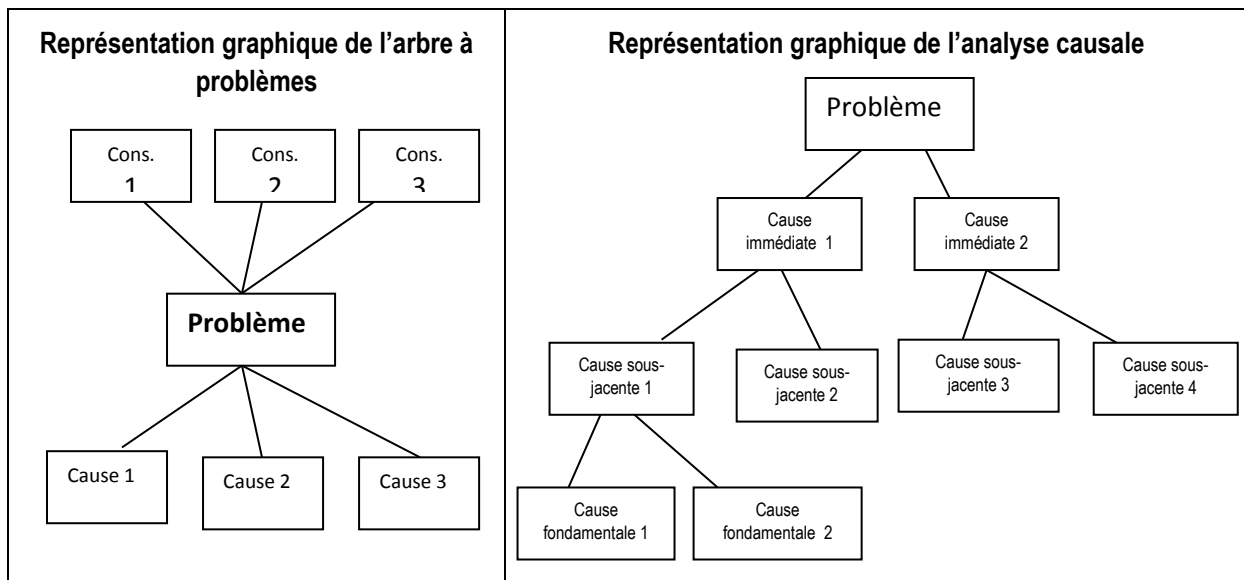 Représentation graphique de l’arbre à
problèmes
Cons.
1
Cons.
2
Cons.
3
Problème
Cause 1
Cause 2
Cause 3
Représentation graphique de l’analyse causale
Problème
Cause
immédiate 1
Cause
immédiate 2
Cause sous-
jacente 1
Cause sous-
jacente 2
Cause sous-
jacente 3
Cause sous-
jacente 4
Cause
fondamentale 1
Cause
fondamentale 2